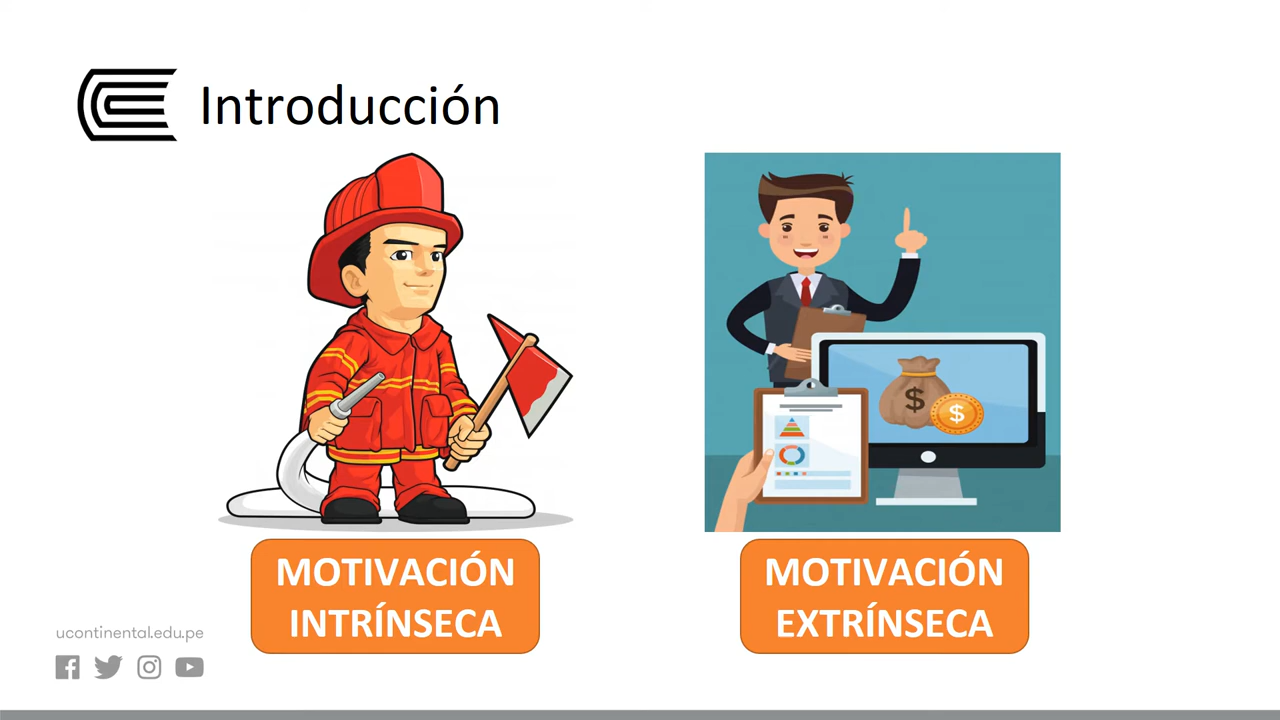 Introducción
$
$
MOTIVACIÓN
INTRÍNSECA
MOTIVACIÓN
EXTRÍNSECA
ucontinental.edu.pe